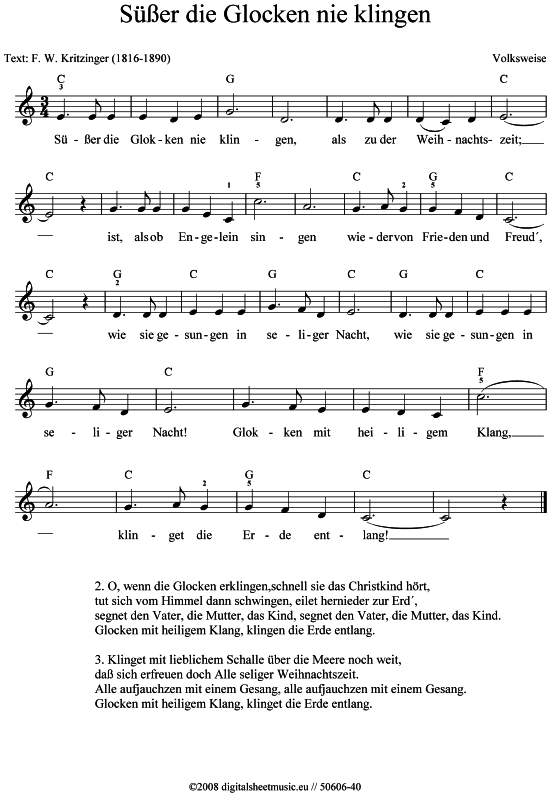 Süßer die Glocken nie klingen
Text: F. W. Kritzinger (1816-1890) Volksweise
C G C
3
3 4
Sü - ßer die Glok - ken nie klin - gen, als zu der Weih - nachts- zeit;
C F C G C
1 5 2 5
ist, als ob En - ge - lein sin - gen wie - der von Frie - den und Freud´,
C G C G C G C
2
wie sie ge - sun - gen in se - li - ger Nacht, wie sie ge - sun - gen in
G C F
5
se - li - ger Nacht! Glok - ken mit hei - li - gem Klang,
F C G C
2 5
klin - get die Er - de ent - lang!
2. O, wenn die Glocken erklingen,schnell sie das Christkind hört,
tut sich vom Himmel dann schwingen, eilet hernieder zur Erd´,
segnet den Vater, die Mutter, das Kind, segnet den Vater, die Mutter, das Kind.
Glocken mit heiligem Klang, klingen die Erde entlang.
3. Klinget mit lieblichem Schalle über die Meere noch weit,
daß sich erfreuen doch Alle seliger Weihnachtszeit.
Alle aufjauchzen mit einem Gesang, alle aufjauchzen mit einem Gesang.
Glocken mit heiligem Klang, klinget die Erde entlang.
©2008 digitalsheetmusic.eu // 50606-40